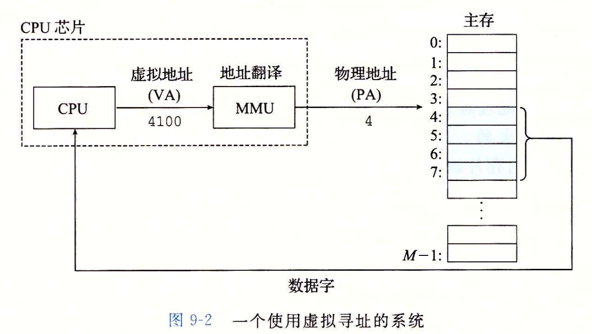 CPU 芯片
主存
虚拟地址
(VA)
地址翻译
物理地址
(PA)
CPU
4100
MMU
4
0:
1:
2:
3:
4:
5:
6:
7:
⋮
M−1:
数据字
图 9-2 一个使用虚拟寻址的系统